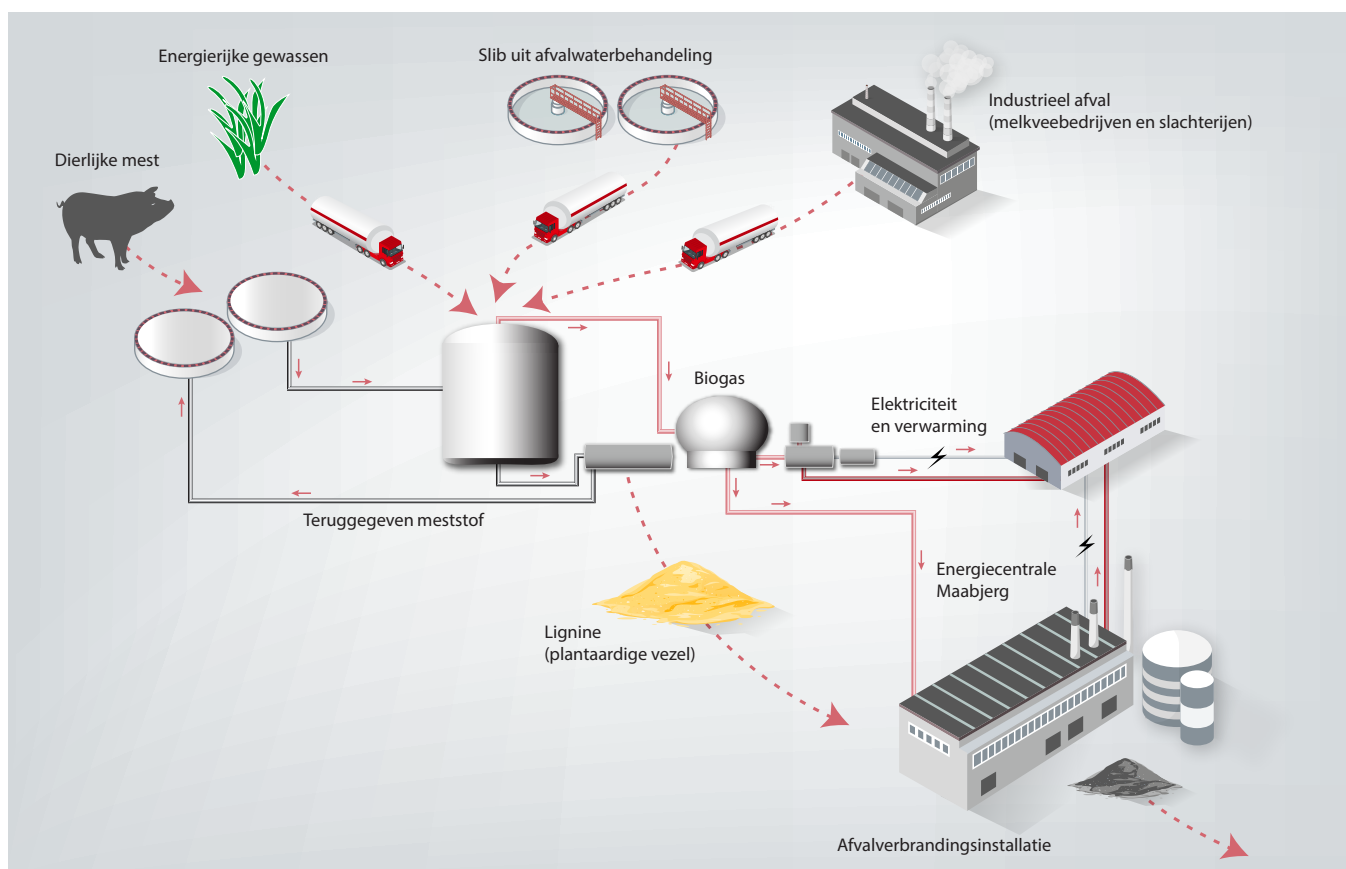 Energierijke gewassen
Slib uit afvalwaterbehandeling
Industrieel afval
(melkveebedrijven en slachterijen)
Dierlijke mest
Biogas
Elektriciteit
en verwarming
Teruggegeven meststof
Energiecentrale
Maabjerg
Lignine
(plantaardige vezel)
Afvalverbrandingsinstallatie